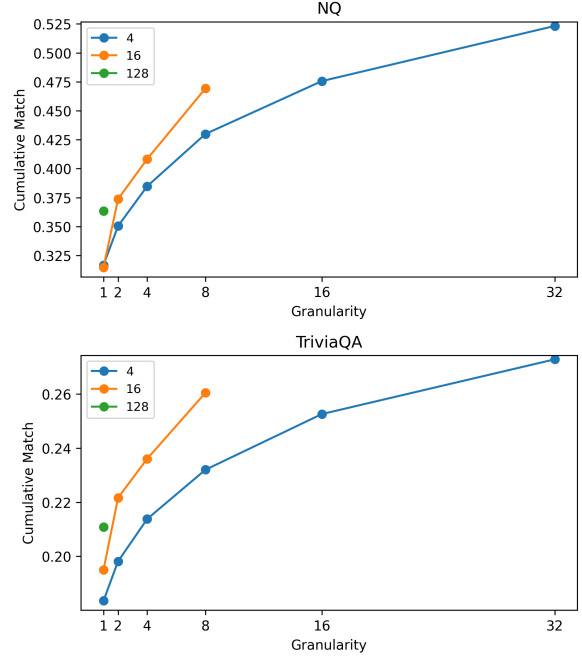 NQ
0.525
0.500
0.475
0.450
0.425
0.400
0.375
0.350
0.325
Cumulative Match
4
16
128
1 2 4 8 16 32
Granularity
TriviaQA
0.26
0.24
0.22
0.20
Cumulative Match
4
16
128
1 2 4 8 16 32
Granularity